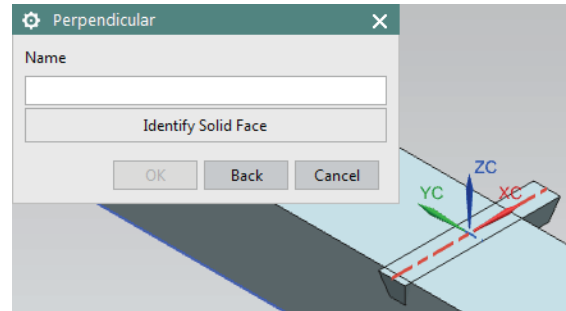 Perpendicular
Name
Identify Solid Face
OK Back Cancel
ZC
YC XC